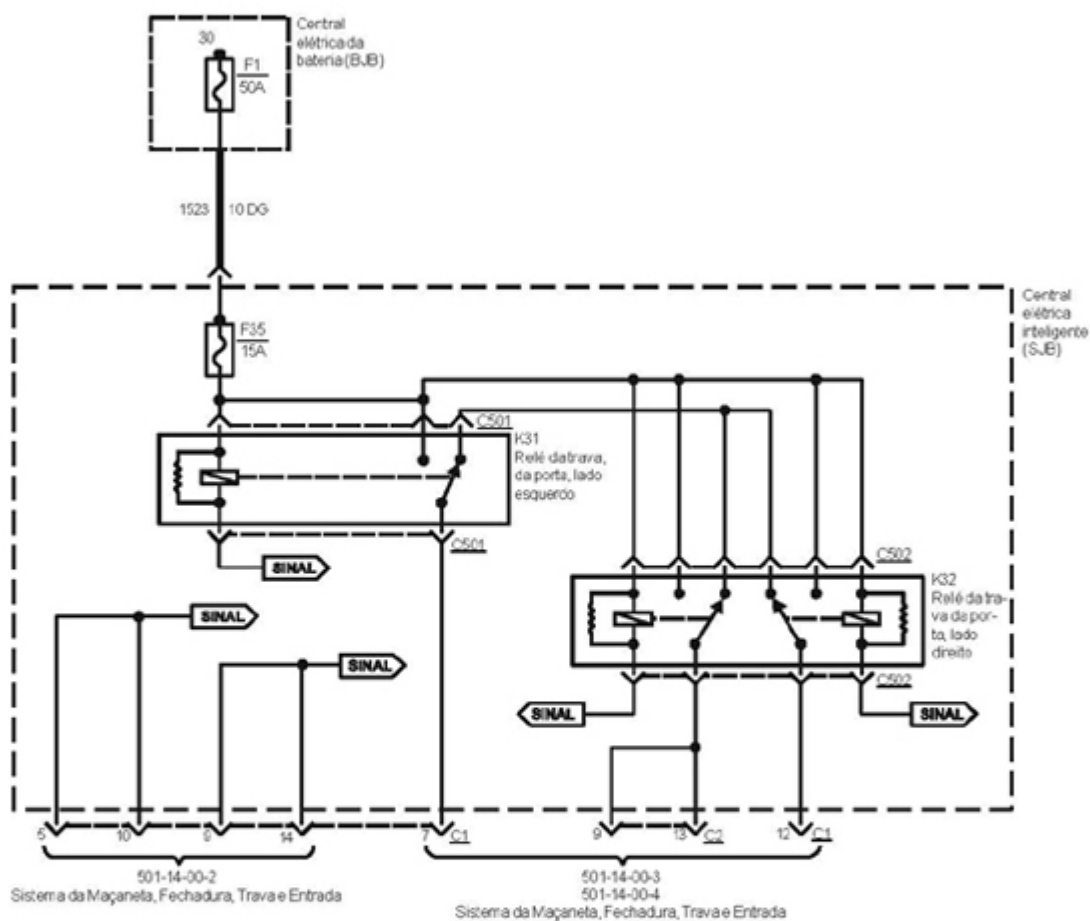 30
F1
50A
Central
elétrica da
bateria (BJB)
1523 10 DG
F35
15A
Central
elétrica
inteligente
(SJB)
C501
K31
Relé da trava,
da porta, lado
esquerdo
C501
SINAL
C502
K32
Relé da tra-
va da por-
ta, lado
direito
SINAL
SINAL
C502
SINAL
SINAL
5 10 9 14 7 C1 9 13 C2 12 C1
501-14-00-2
Sistema da Maçaneta, Fechadura, Trava e Entrada
501-14-00-3
501-14-00-4
Sistema da Maçaneta, Fechadura, Trava e Entrada